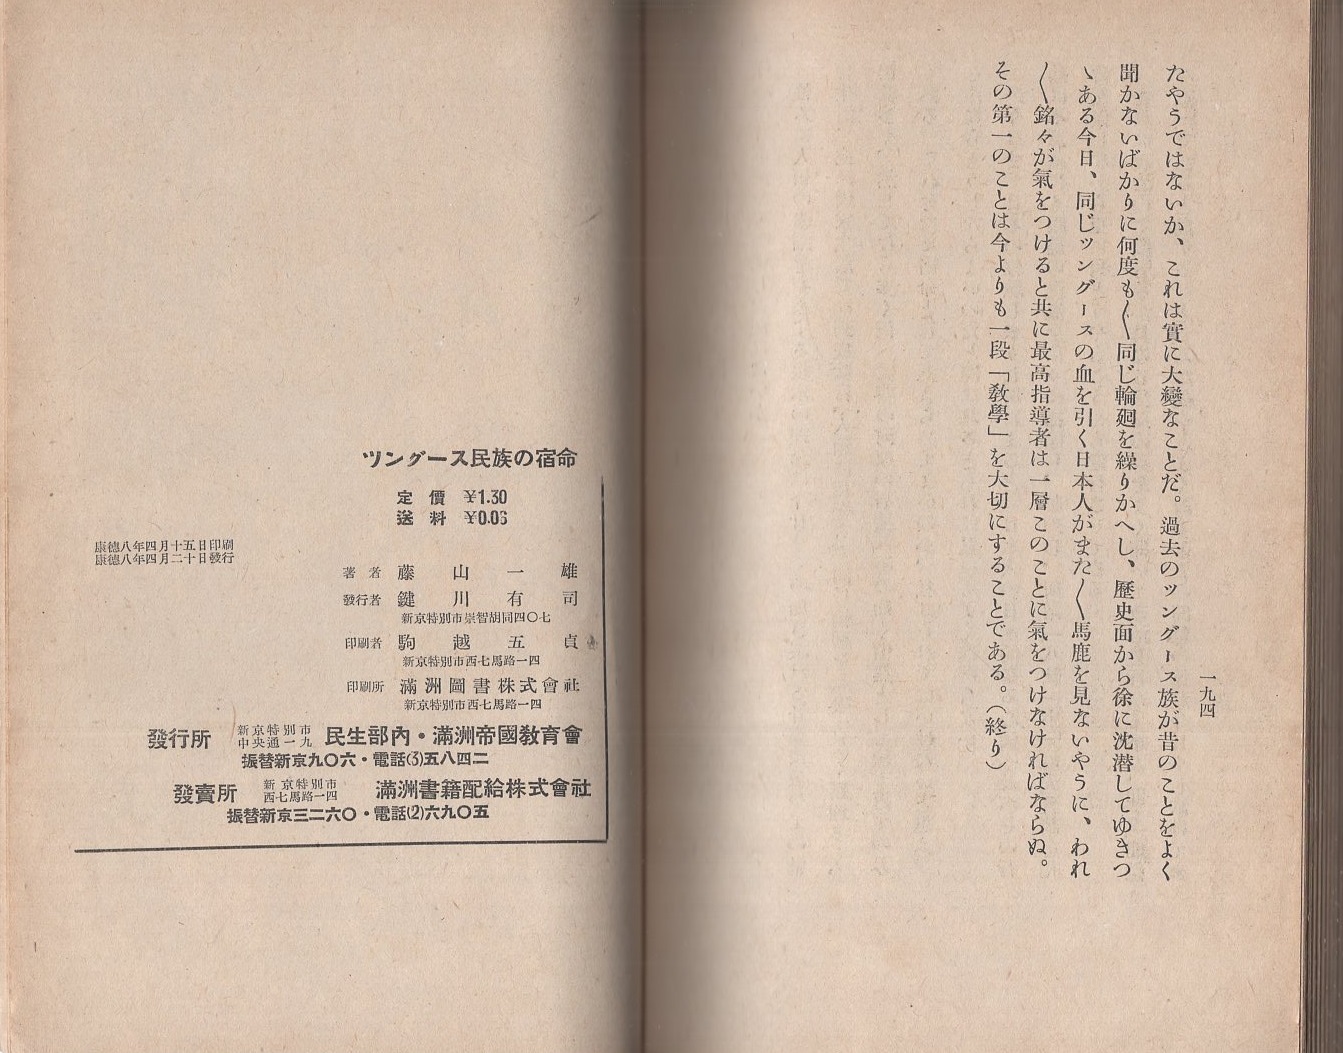 一九四
たやうではないか、これは實に大變なことだ。過去のツングース族が昔のことをよく
聞かないばかりに何度も〳〵同じ輪廻を繰りかへし、歷史面から徐に沈潜してゆきつ
ゝある今日、同じツングースの血を引く日本人がまた〳〵馬鹿を見ないやうに、われ
〳〵銘々が氣をつけると共に最高指導者は一層このことに氣をつけなければならぬ。
その第一のことは今よりも一段「敎學」を大切にすることである。（終り）
ツングース民族の宿命
定價 ¥1.30
送料 ¥0.06
康德八年四月十五日印刷
康德八年四月二十日發行
著者 藤山一雄
發行者 鍵川有司
新京特別市崇智胡同四〇七
印刷者 駒越五貞
新京特別市西七馬路一四
印刷所 滿洲圖書株式會社
新京特別市西七馬路一四
發行所 新京特別市中央通一九 民生部內・滿洲帝國敎育會
振替新京九〇六・電話(3)五八四二
發賣所 新京特別市西七馬路一四 滿洲書籍配給株式會社
振替新京三二六〇・電話(2)六九〇五